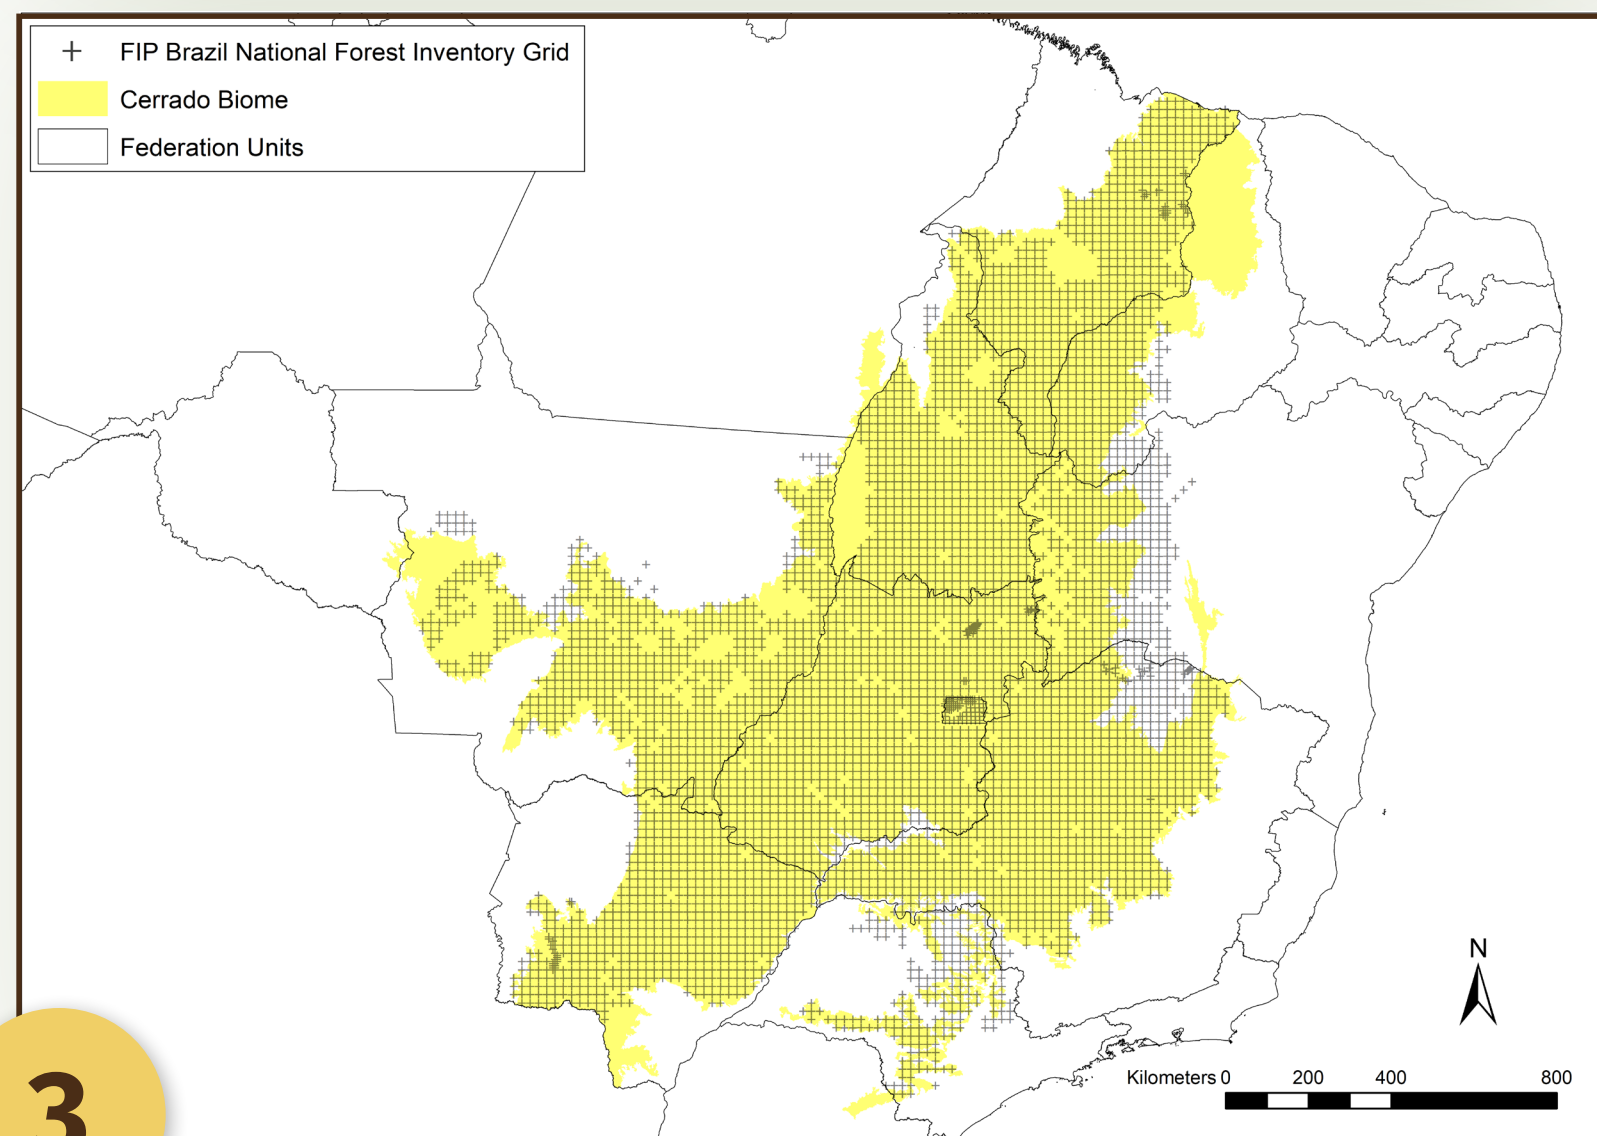 FIP Brazil National Forest Inventory Grid
Cerrado Biome
Federation Units
N
Kilometers 0 200 400 800
3